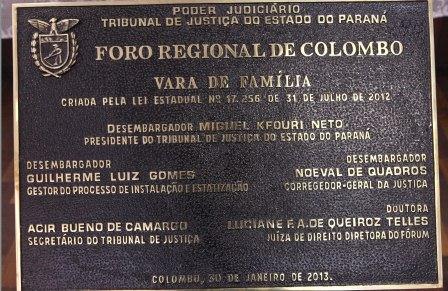 PODER JUDICIÁRIO
TRIBUNAL DE JUSTIÇA DO ESTADO DO PARANÁ
FORO REGIONAL DE COLOMBO
VARA DE FAMÍLIA
CRIADA PELA LEI ESTADUAL Nº 17.256 DE 31 DE JULHO DE 2012
DESEMBARGADOR MIGUEL KFOURI NETO
PRESIDENTE DO TRIBUNAL DE JUSTIÇA DO ESTADO DO PARANÁ
DESEMBARGADOR
GUILHERME LUIZ GOMES
GESTOR DO PROCESSO DE INSTALAÇÃO E ESTATIZAÇÃO
DESEMBARGADOR
NOEVAL DE QUADROS
CORREGEDOR-GERAL DA JUSTIÇA
ACIR BUENO DE CAMARGO
SECRETÁRIO DO TRIBUNAL DE JUSTIÇA
DOUTORA
LUCIANE F.A. DE QUEIROZ TELLES
JUÍZA DE DIREITO DIRETORA DO FÓRUM
COLOMBO, 30 DE JANEIRO DE 2013.